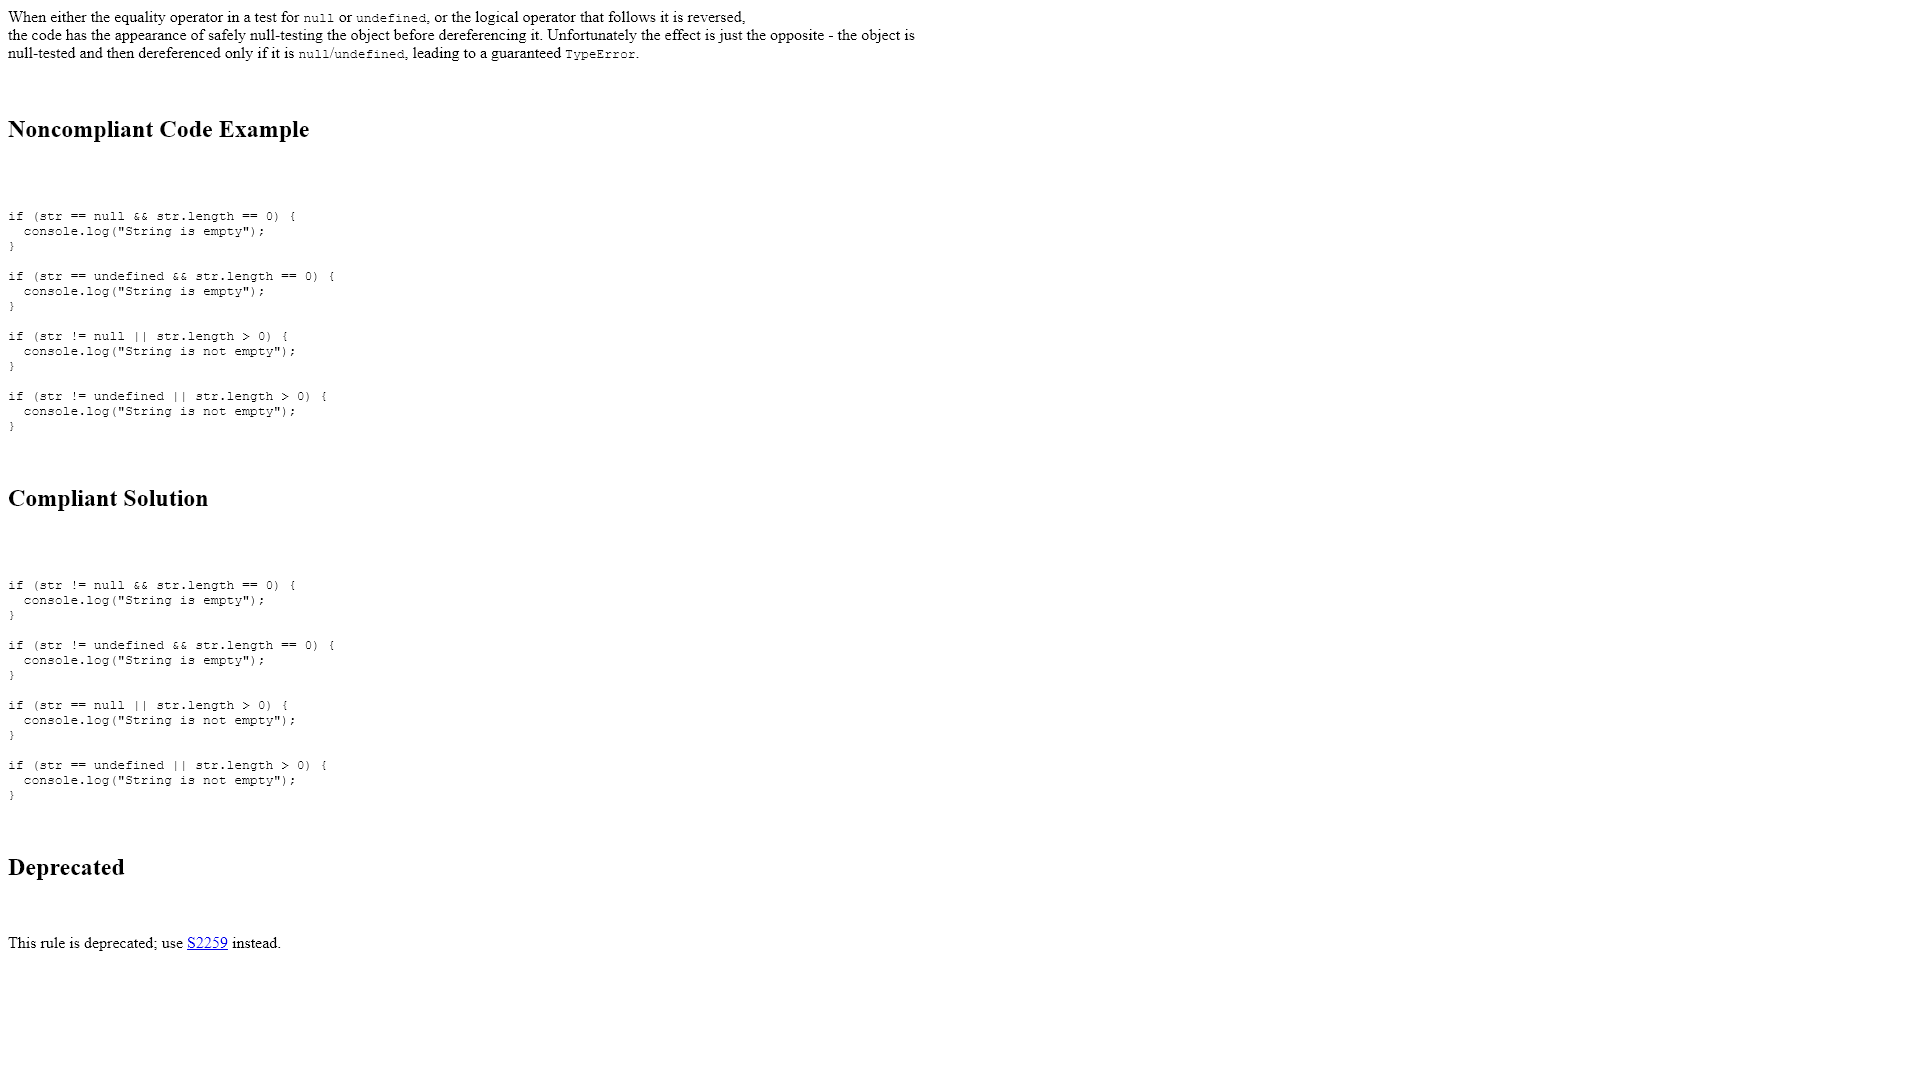 When either the equality operator in a test for null or undefined, or the logical operator that follows it is reversed,
the code has the appearance of safely null-testing the object before dereferencing it. Unfortunately the effect is just the opposite - the object is
null-tested and then dereferenced only if it is null/undefined, leading to a guaranteed TypeError.
Noncompliant Code Example
if (str == null && str.length == 0) {
  console.log("String is empty");
}
if (str == undefined && str.length == 0) {
  console.log("String is empty");
}
if (str != null || str.length > 0) {
  console.log("String is not empty");
}
if (str != undefined || str.length > 0) {
  console.log("String is not empty");
}
Compliant Solution
if (str != null && str.length == 0) {
  console.log("String is empty");
}
if (str != undefined && str.length == 0) {
  console.log("String is empty");
}
if (str == null || str.length > 0) {
  console.log("String is not empty");
}
if (str == undefined || str.length > 0) {
  console.log("String is not empty");
}
Deprecated
This rule is deprecated; use S2259 instead.